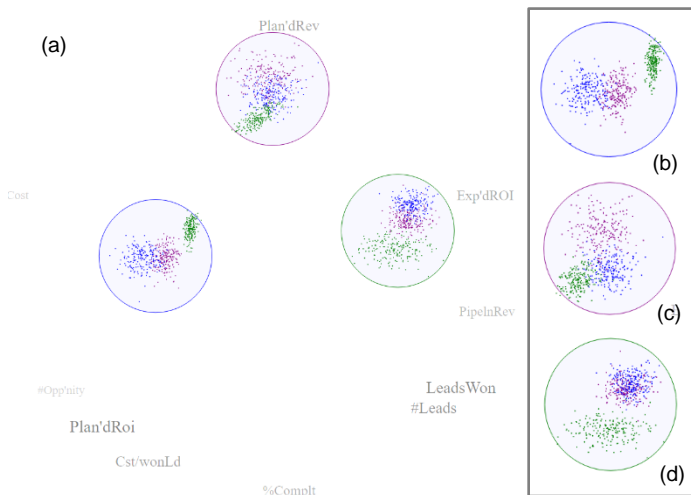 (a)
Plan'dRev
Cost
Exp'dROI
PipelnRev
#Opp'nity
LeadsWon
#Leads
Plan'dRoi
Cst/wonLd
%Complt
(b)
(c)
(d)